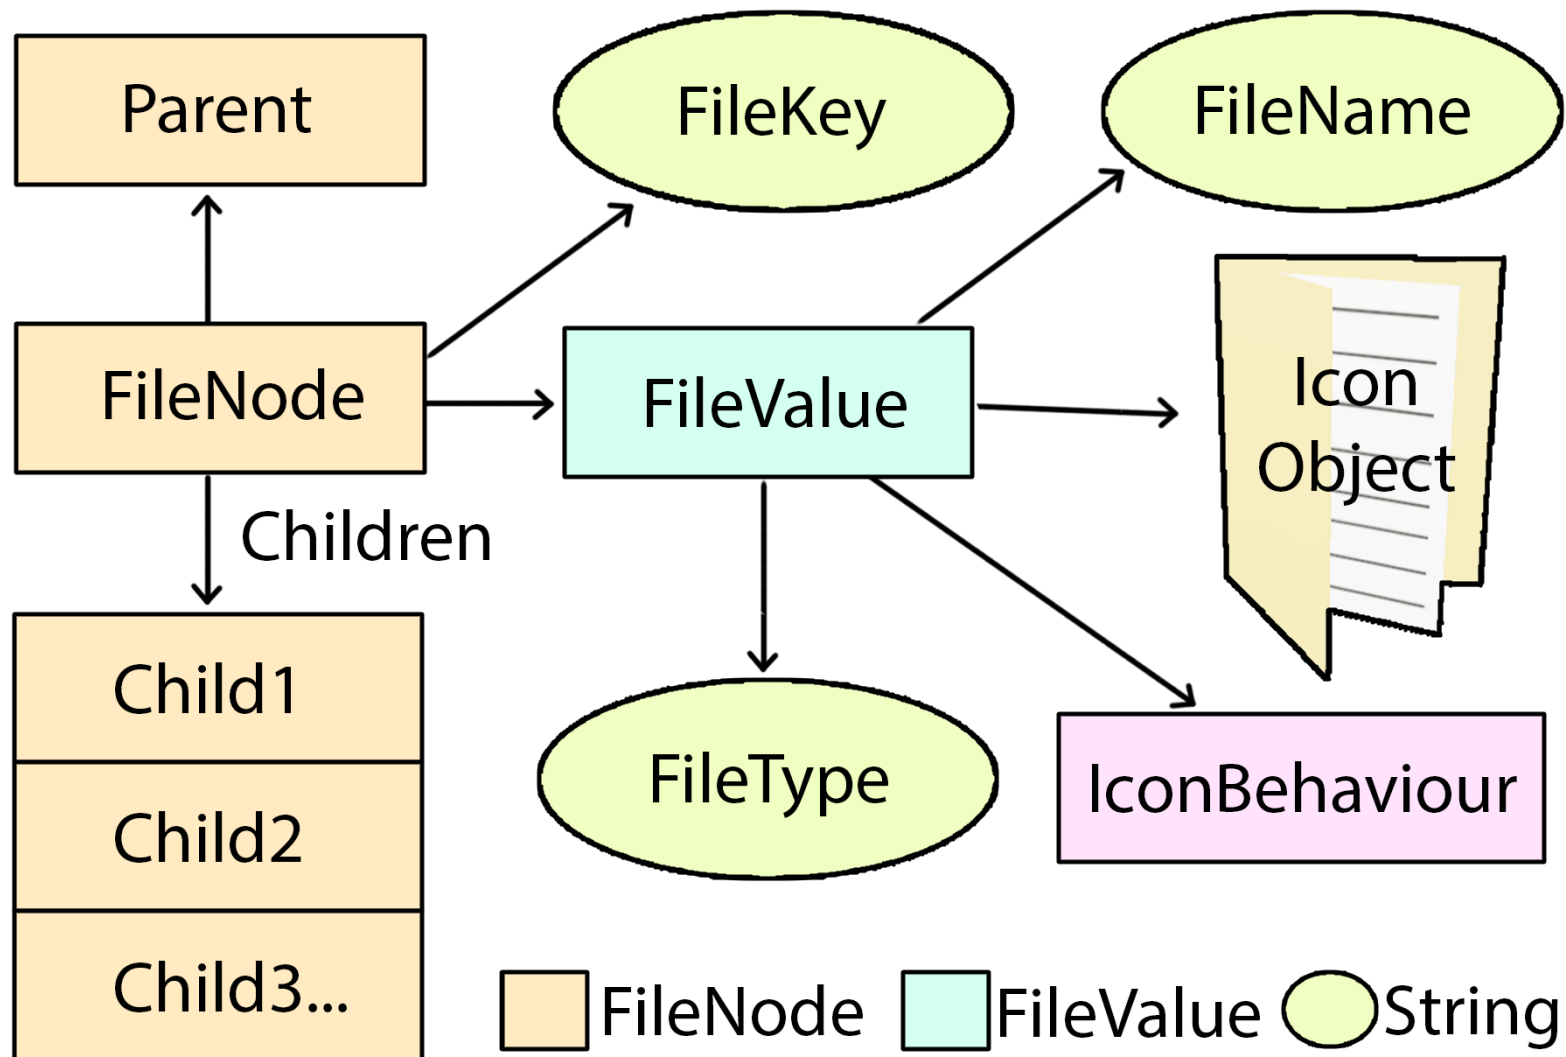 Parent
FileKey
FileName
FileNode
FileValue
Icon
Object
Children
Child1
Child2
Child3...
FileType
IconBehaviour
FileNode
FileValue
String